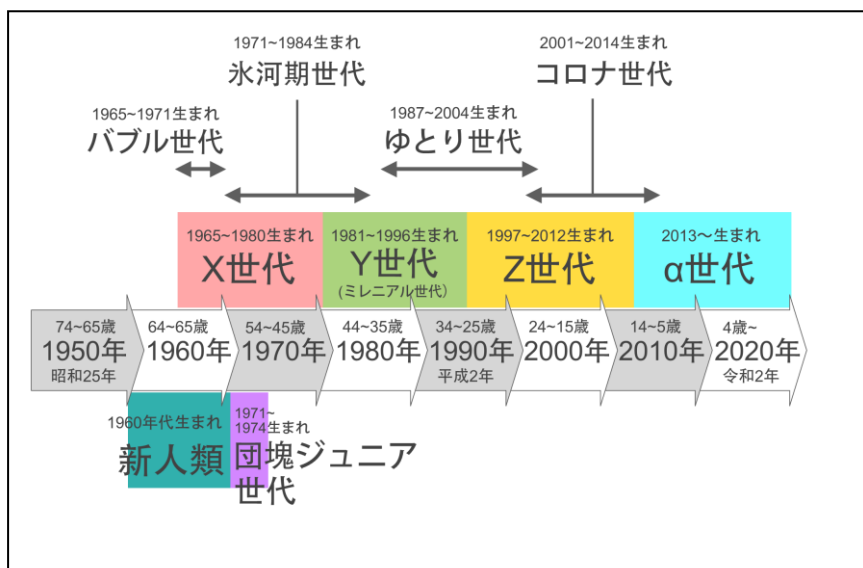 1971~1984生まれ
氷河期世代
2001~2014生まれ
コロナ世代
1965~1971生まれ
バブル世代
1987~2004生まれ
ゆとり世代
1965~1980生まれ
X世代
1981~1996生まれ
Y世代
(ミレニアル世代)
1997~2012生まれ
Z世代
2013〜生まれ
α世代
74~65歳
1950年
昭和25年
64~65歳
1960年
54~45歳
1970年
44~35歳
1980年
34~25歳
1990年
平成2年
24~15歳
2000年
14~5歳
2010年
4歳~
2020年
令和2年
1960年代生まれ
新人類
1971~
1974生まれ
団塊ジュニア
世代